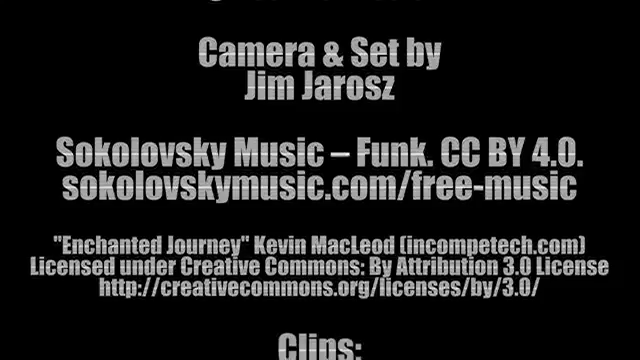 Camera & Set by
Jim Jarosz
Sokolovsky Music – Funk. CC BY 4.0.
sokolovskymusic.com/free-music
"Enchanted Journey" Kevin MacLeod (incompetech.com)
Licensed under Creative Commons: By Attribution 3.0 License
http://creativecommons.org/licenses/by/3.0/
Clips: